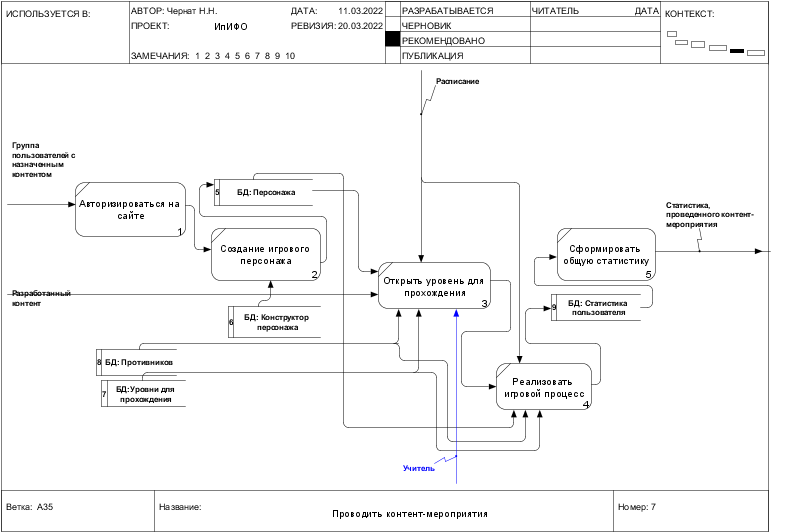 ИСПОЛЬЗУЕТСЯ В:
АВТОР: Чернат Н.Н.
ДАТА: 11.03.2022
РАЗРАБАТЫВАЕТСЯ
ЧИТАТЕЛЬ
ДАТА
КОНТЕКСТ:
ПРОЕКТ: ИпИФО
РЕВИЗИЯ: 20.03.2022
ЧЕРНОВИК
РЕКОМЕНДОВАНО
ЗАМЕЧАНИЯ: 1 2 3 4 5 6 7 8 9 10
ПУБЛИКАЦИЯ
Расписание
Группа
пользователей с
назначенным
контентом
Авторизироваться на
сайте
1
5
БД: Персонажа
Создание игрового
персонажа
2
Статистика,
проведенного контент-
мероприятия
Сформировать
общую статистику
5
Разработанный
контент
Открыть уровень для
прохождения
3
6
БД: Конструктор
персонажа
9
БД: Статистика
пользователя
8
БД: Противников
7
БД:Уровни для
прохождения
Реализовать
игровой процесс
4
Учитель
Ветка: A35
Название:
Проводить контент-мероприятия
Номер: 7